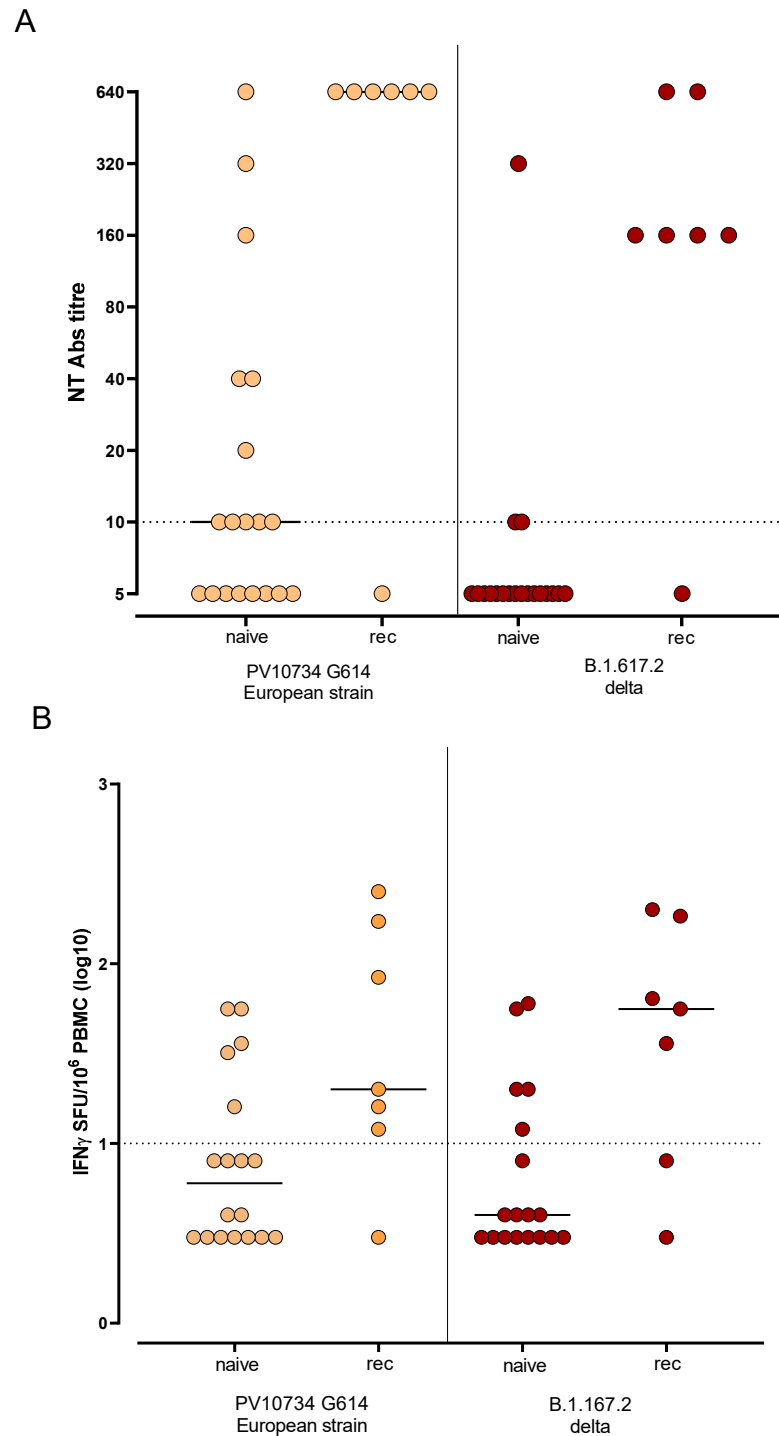 A
NT Abs titre
640
320
160
80
40
20
10
5
naive
rec
naive
rec
PV10734 G614
European strain
B.1.617.2
delta
B
IFNγ SFU/10⁶ PBMC (log10)
3
2
1
0
naive
rec
naive
rec
PV10734 G614
European strain
B.1.167.2
delta